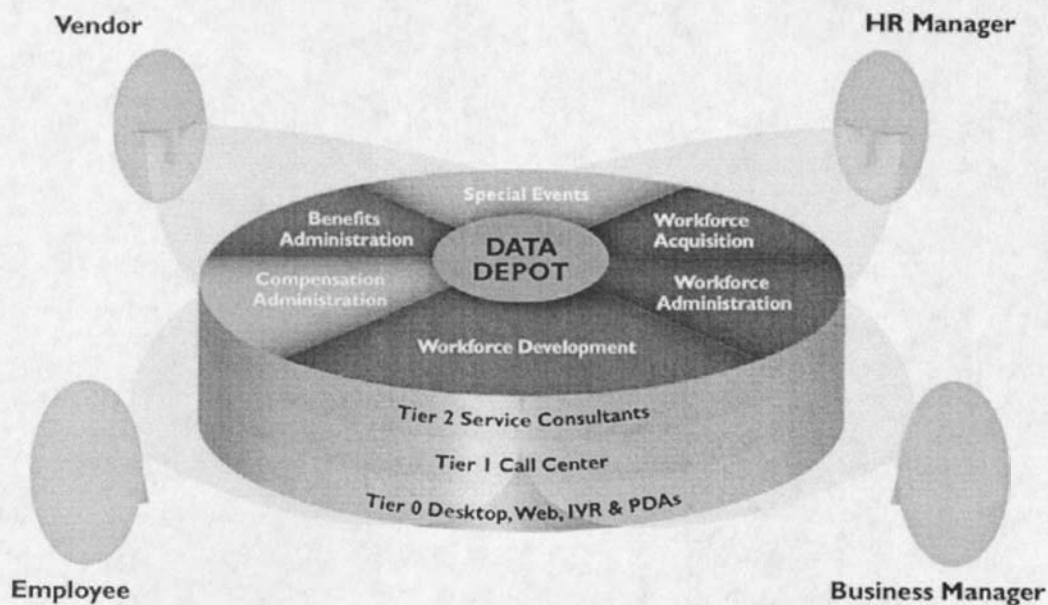 Vendor
HR Manager
Special Events
Benefits
Administration
Workforce
Acquisition
DATA
DEPOT
Compensation
Administration
Workforce
Administration
Workforce Development
Tier 2 Service Consultants
Tier 1 Call Center
Tier 0 Desktop, Web, IVR & PDAs
Employee
Business Manager